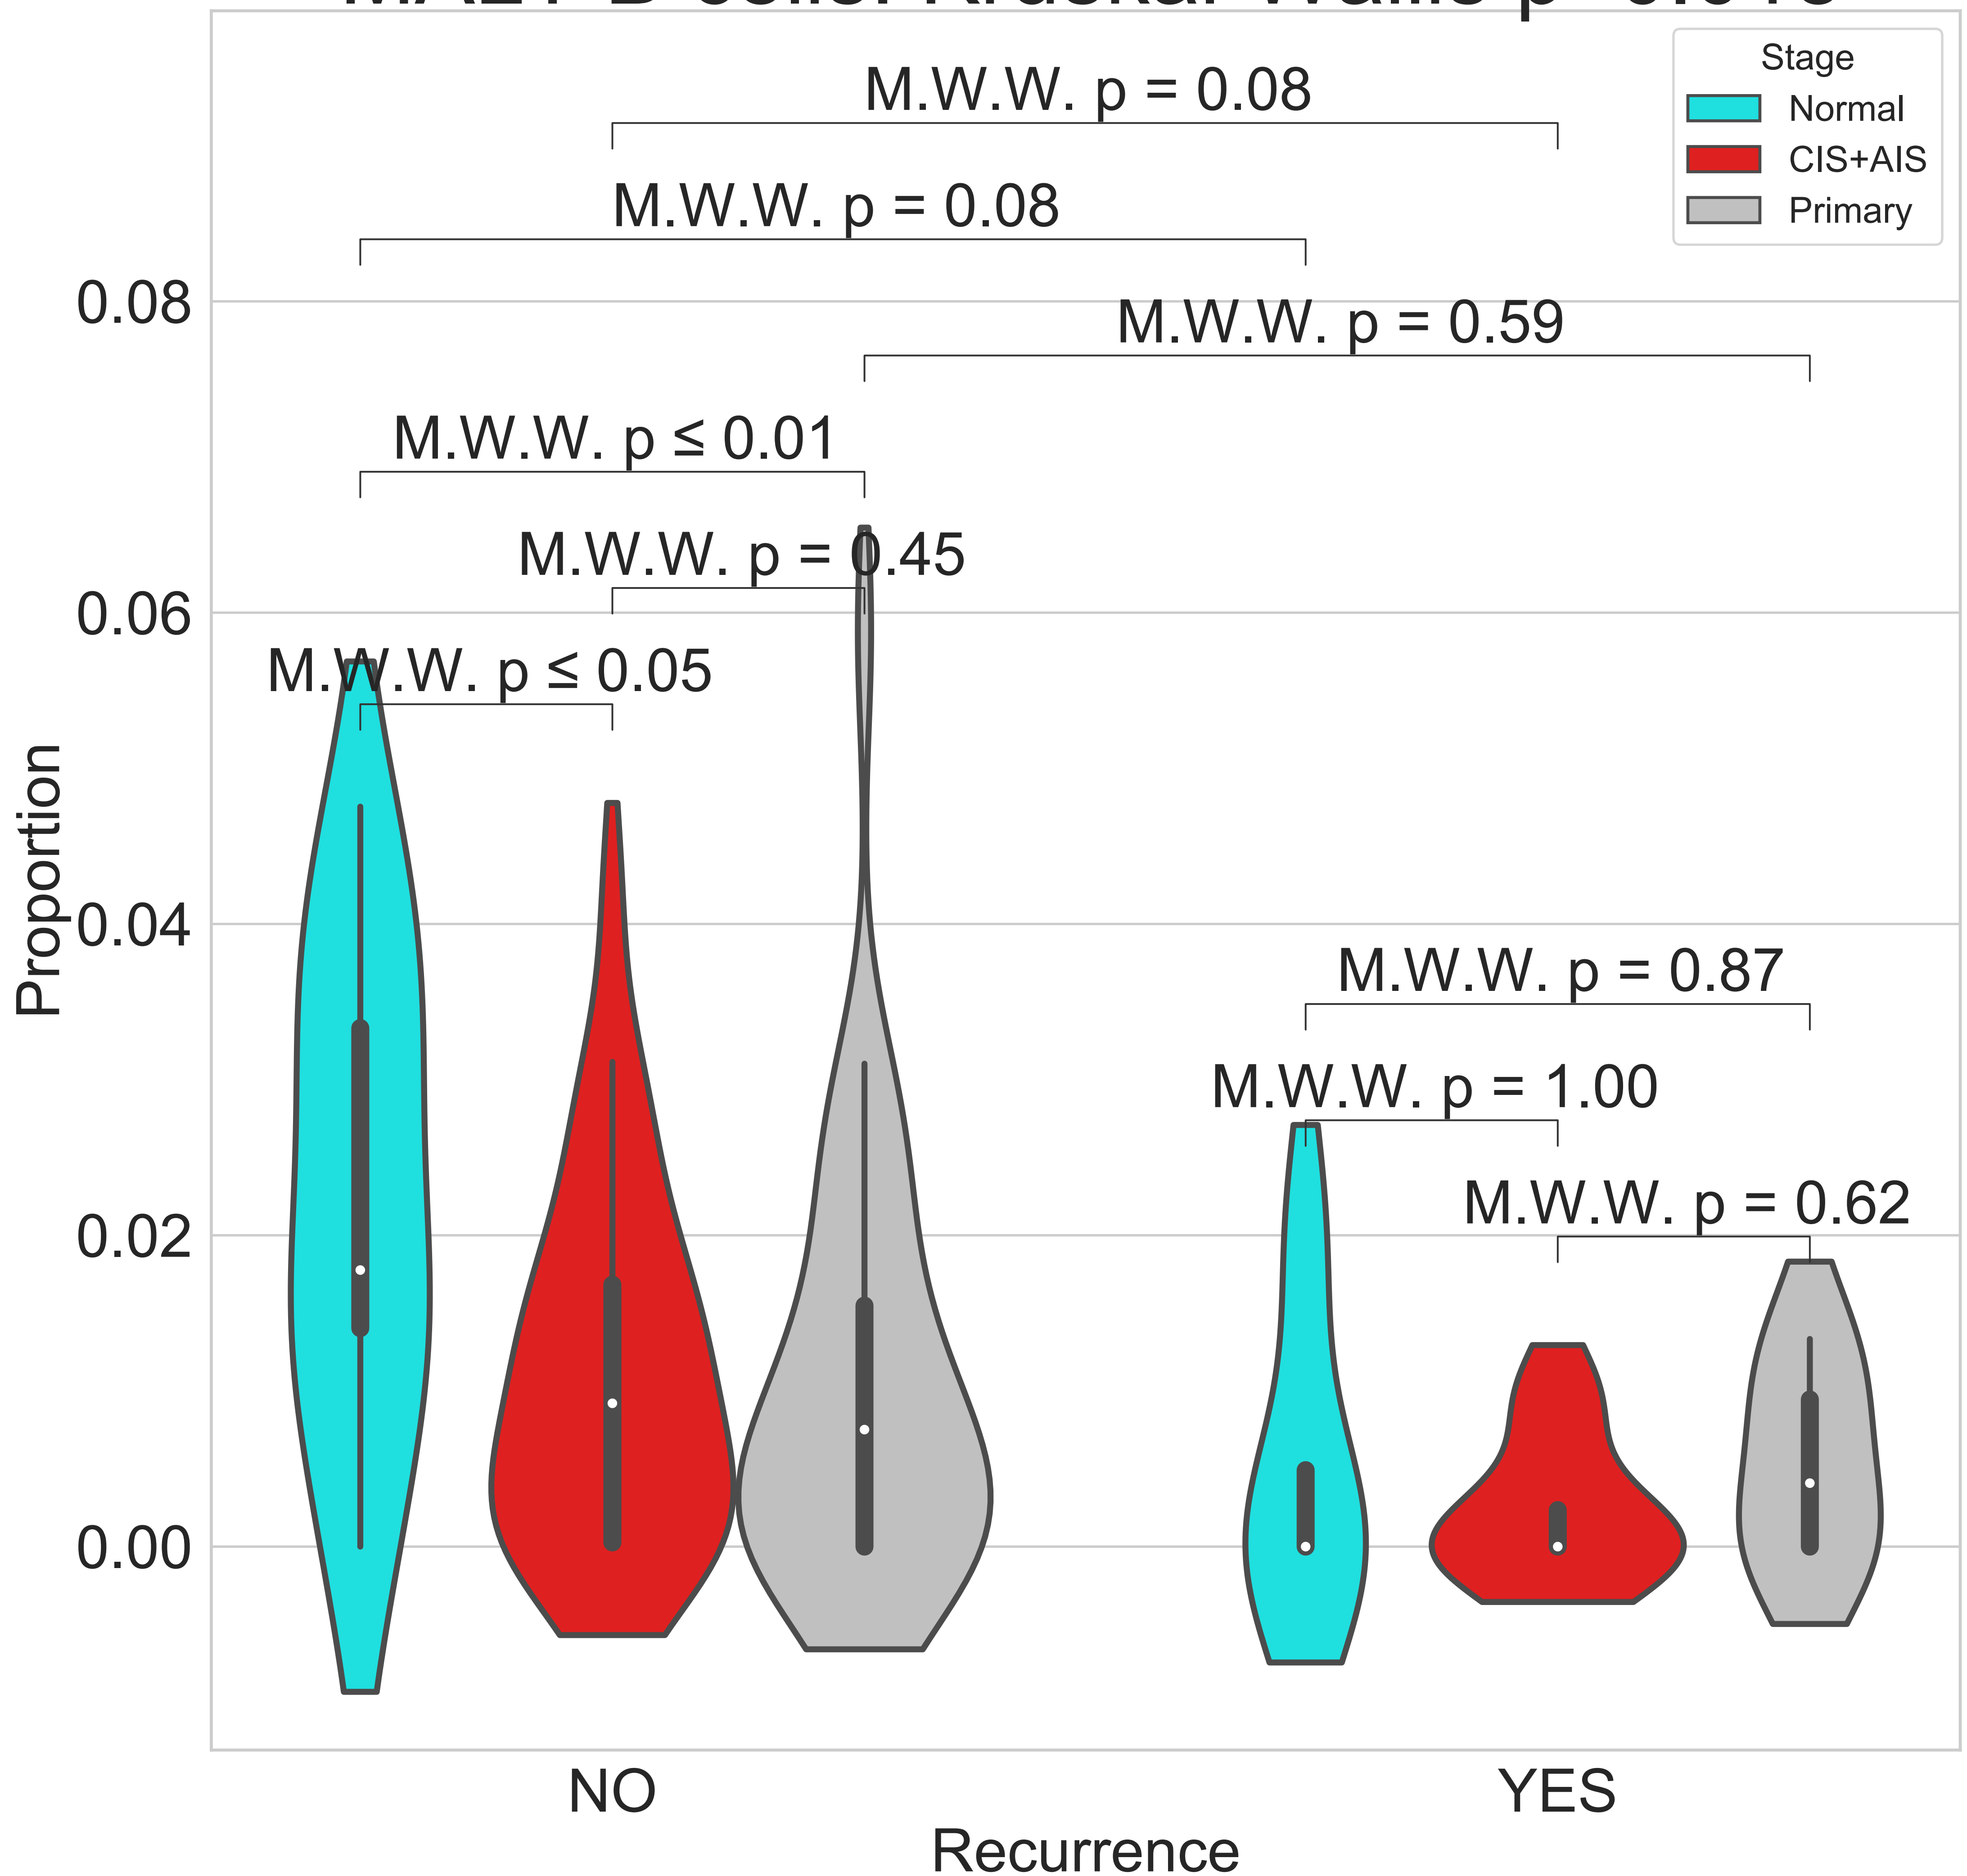 Stage
Normal
CIS+AIS
Primary
M.W.W. p = 0.08
M.W.W. p = 0.08
M.W.W. p = 0.59
M.W.W. p ≤ 0.01
M.W.W. p = 0.45
M.W.W. p ≤ 0.05
M.W.W. p = 0.87
M.W.W. p = 1.00
M.W.W. p = 0.62
0.08
0.06
0.04
0.02
0.00
Proportion
NO
YES
Recurrence